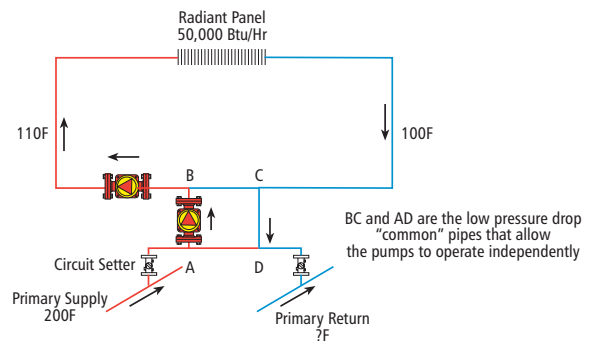 Radiant Panel
50,000 Btu/Hr
110F
100F
B
C
BC and AD are the low pressure drop
"common" pipes that allow
the pumps to operate independently
Circuit Setter
A
D
Primary Supply
200F
Primary Return
?F